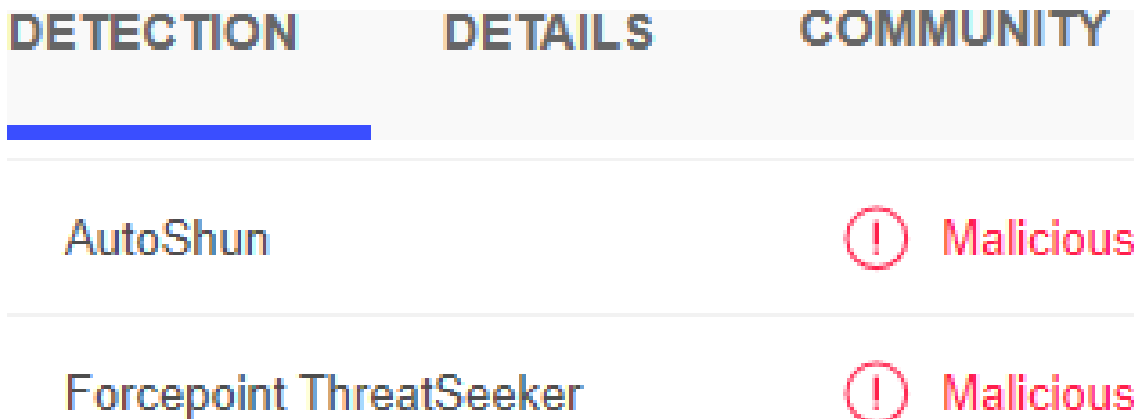 DETECTION DETAILS COMMUNITY
AutoShun Malicious
Forcepoint ThreatSeeker Malicious